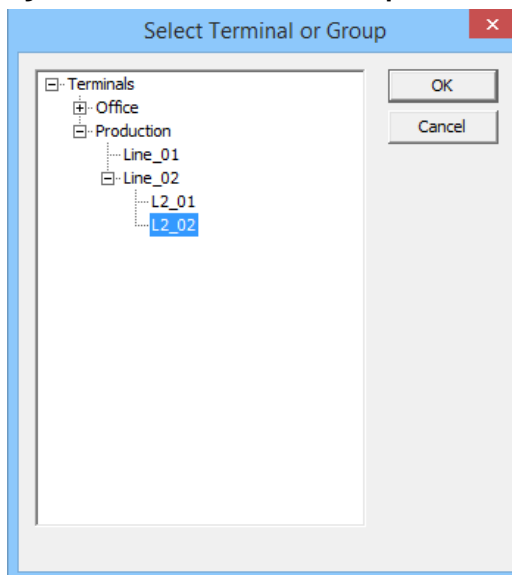 Select Terminal or Group
Terminals
Office
Production
Line_01
Line_02
L2_01
L2_02
OK
Cancel